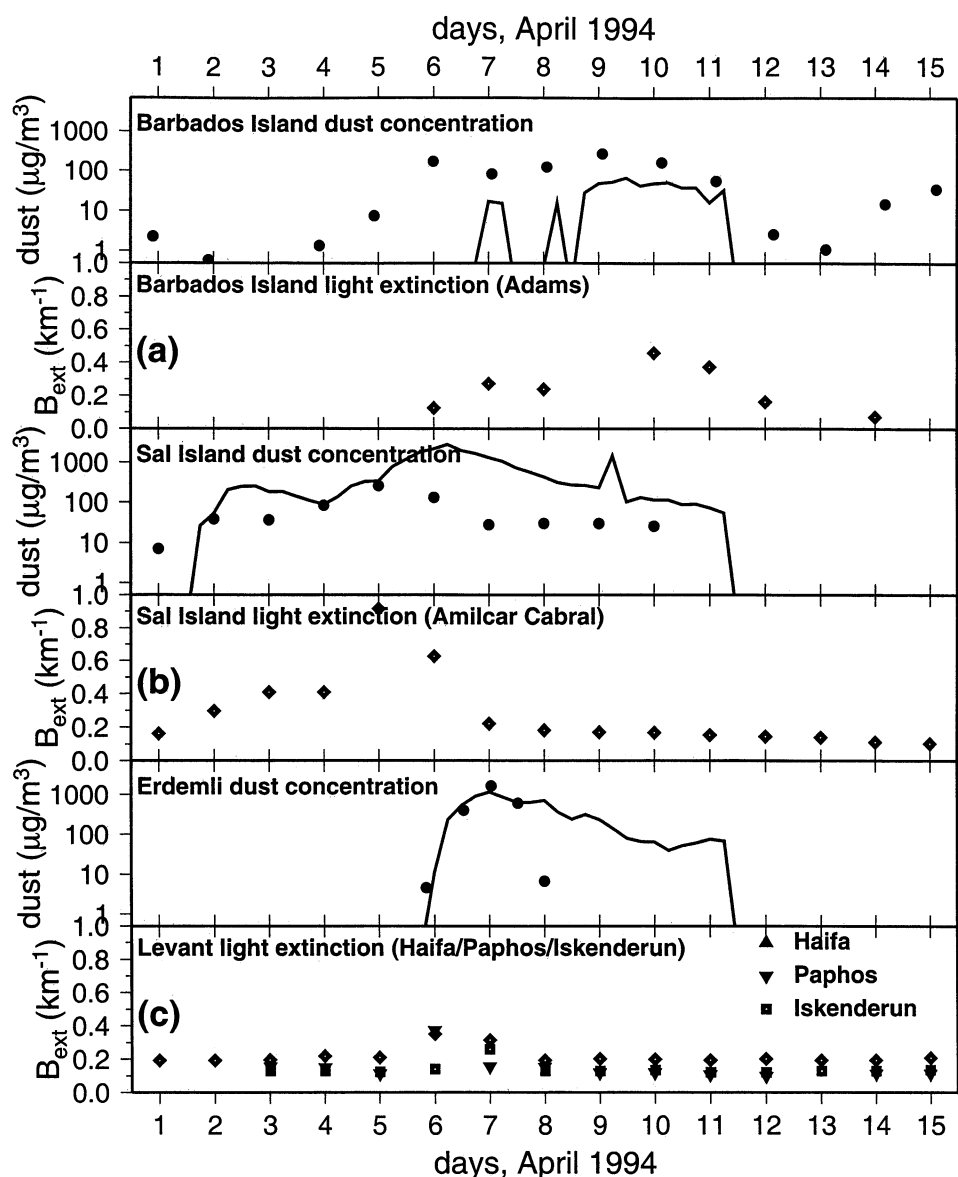 days, April 1994
1 2 3 4 5 6 7 8 9 10 11 12 13 14 15
Barbados Island dust concentration
dust (μg/m³)
1000
100
10
1
Barbados Island light extinction (Adams)
(a)
Bext (km-1)
1.0
0.8
0.6
0.4
0.2
0.0
Sal Island dust concentration
dust (μg/m³)
1000
100
10
1
Sal Island light extinction (Amilcar Cabral)
(b)
Bext (km-1)
1.0
0.8
0.6
0.4
0.2
0.0
Erdemli dust concentration
dust (μg/m³)
1000
100
10
1
Levant light extinction (Haifa/Paphos/Iskenderun)
Haifa
Paphos
Iskenderun
(c)
Bext (km-1)
1.0
0.8
0.6
0.4
0.2
0.0
1 2 3 4 5 6 7 8 9 10 11 12 13 14 15
days, April 1994